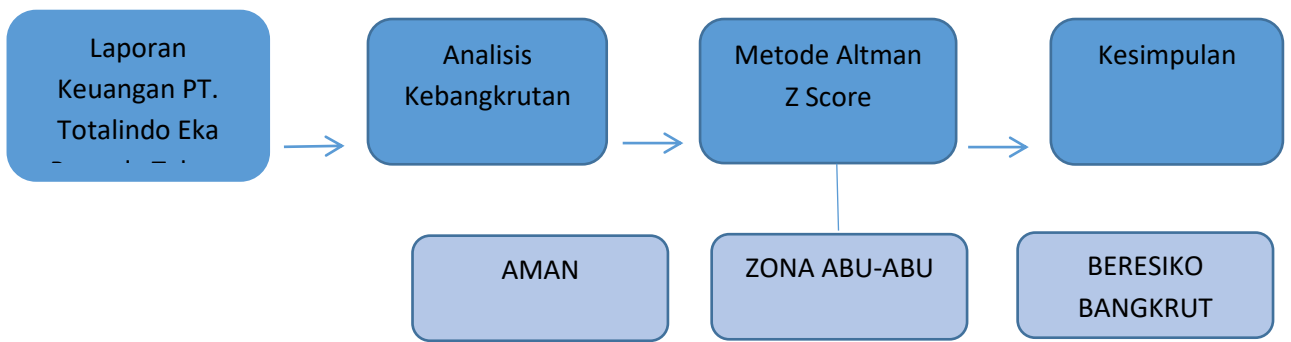 Laporan
Keuangan PT.
Totalindo Eka
Analisis
Kebangkrutan
Metode Altman
Z Score
Kesimpulan
AMAN
ZONA ABU-ABU
BERESIKO
BANGKRUT